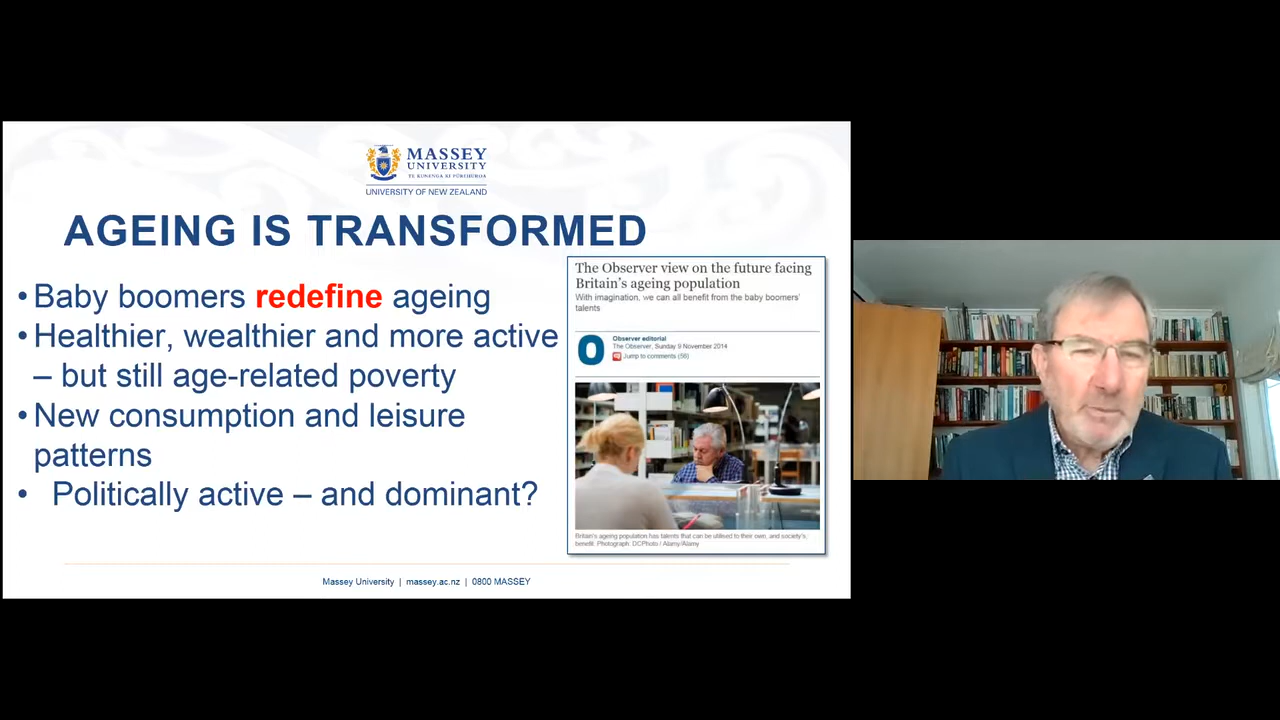 MASSEY
UNIVERSITY
TE KUNENGA KI PŪREHUROA
UNIVERSITY OF NEW ZEALAND
AGEING IS TRANSFORMED
•Baby boomers redefine ageing
•Healthier, wealthier and more active
– but still age-related poverty
•New consumption and leisure
patterns
• Politically active – and dominant?
The Observer view on the future facing
Britain's ageing population
With imagination, we can all benefit from the baby boomers'
talents
O
Observer editorial
The Observer, Sunday 9 November 2014
Jump to comments (56)
Britain's ageing population has talents that can be utilised to their own, and society's,
benefit. Photograph: DCPhoto / Alamy/Alamy
Massey University | massey.ac.nz | 0800 MASSEY